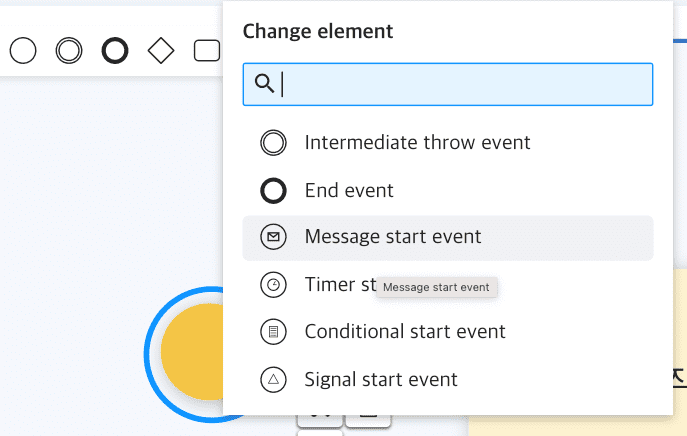 Change element
Intermediate throw event
End event
Message start event
Timer st
Message start event
Conditional start event
Signal start event